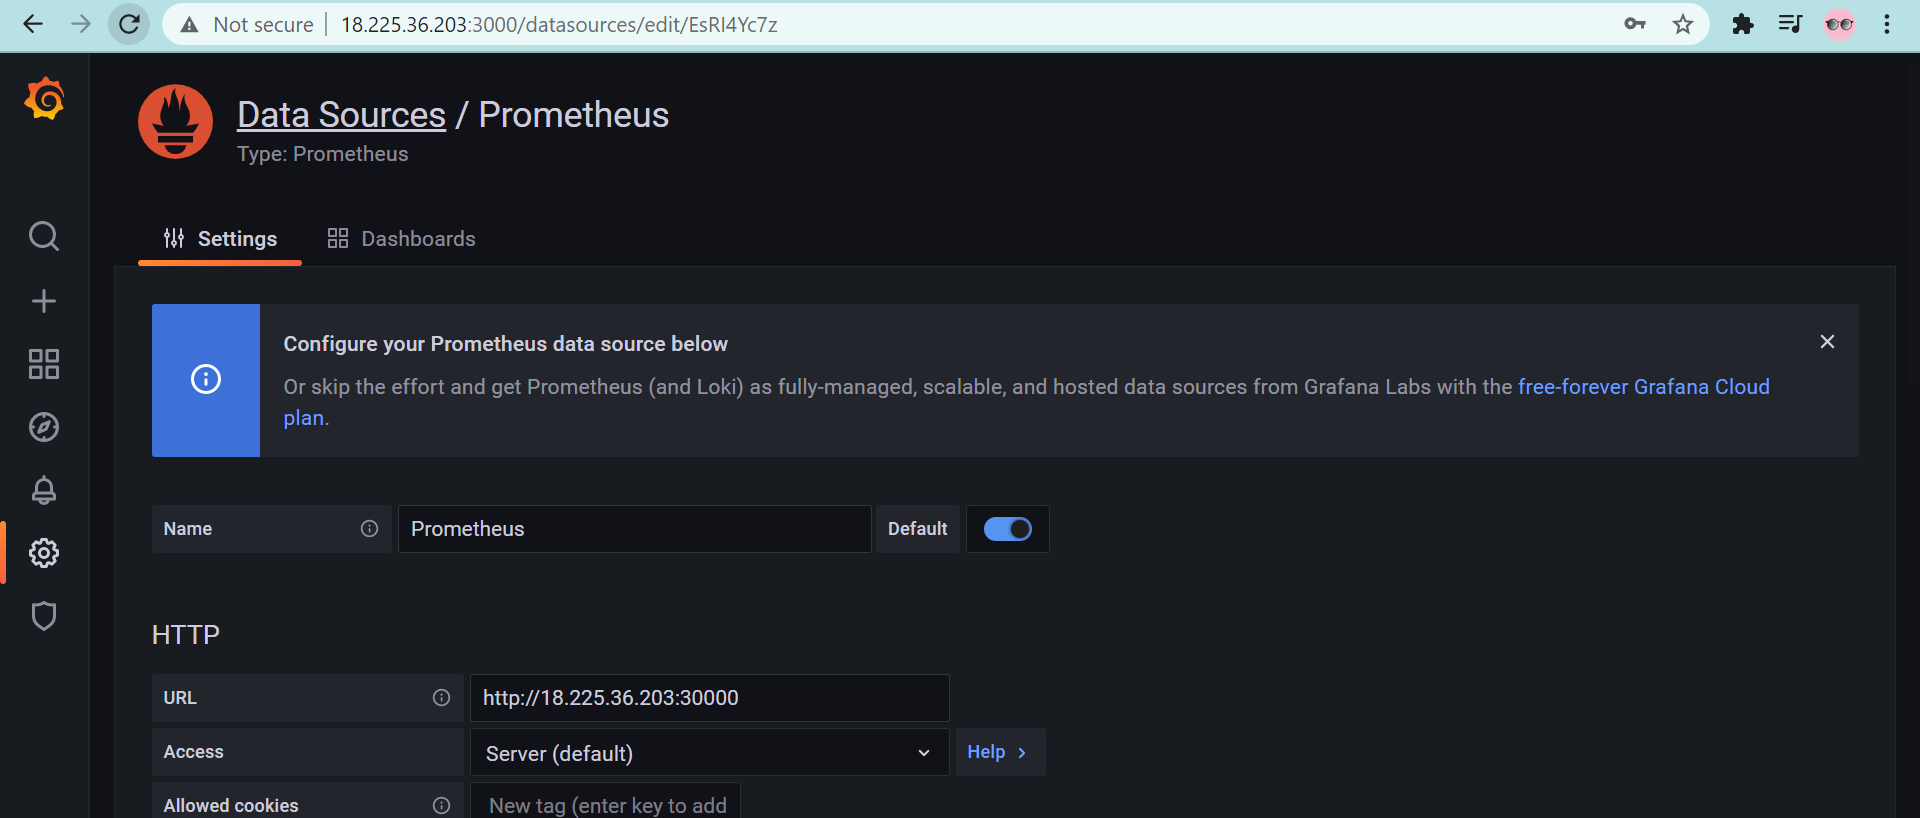 Not secure 18.225.36.203:3000/datasources/edit/EsRI4Yc7z
Data Sources / Prometheus
Type: Prometheus
Settings Dashboards
Configure your Prometheus data source below
Or skip the effort and get Prometheus (and Loki) as fully-managed, scalable, and hosted data sources from Grafana Labs with the free-forever Grafana Cloud
plan.
Name Prometheus Default
HTTP
URL http://18.225.36.203:30000
Access Server (default) Help
Allowed cookies New tag (enter key to add